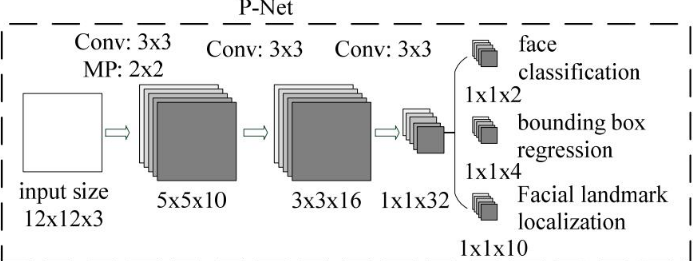 P-Net
Conv: 3x3
MP: 2x2
Conv: 3x3
Conv: 3x3
face
classification
1x1x2
bounding box
regression
1x1x4
Facial landmark
localization
1x1x10
input size
12x12x3
5x5x10
3x3x16
1x1x32